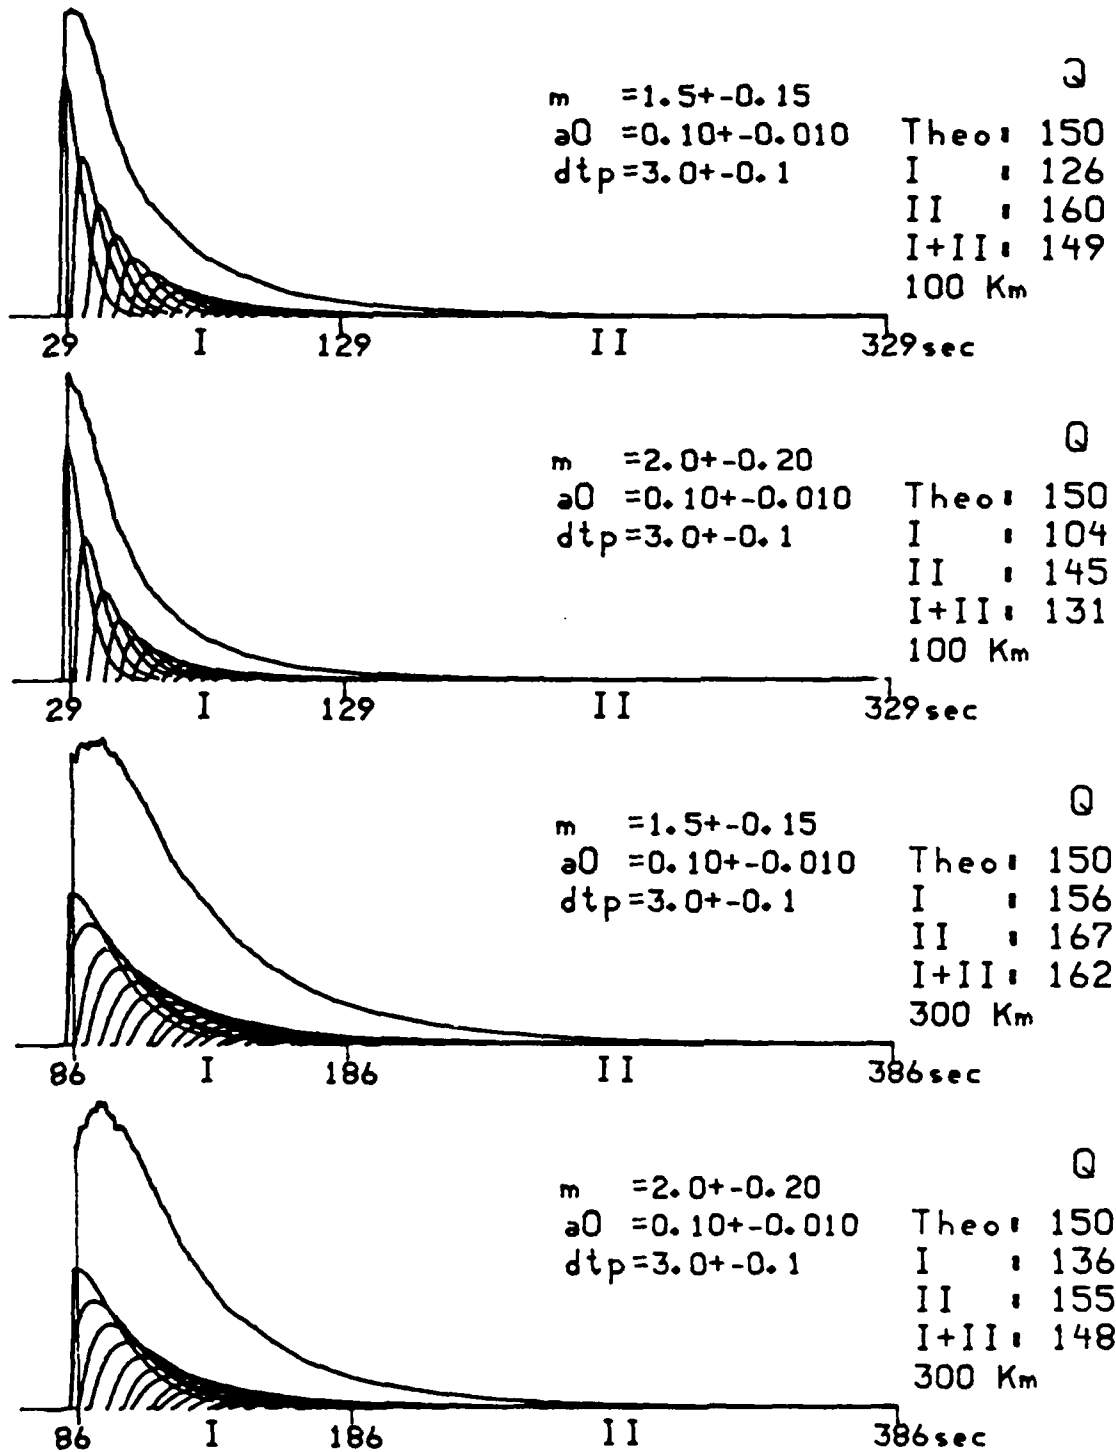 Q
m =1.5+-0.15
a0 =0.10+-0.010 Theo: 150
dtp=3.0+-0.1 I : 126
II : 160
I+II: 149
100 Km
29 I 129 II 329sec
Q
m =2.0+-0.20
a0 =0.10+-0.010 Theo: 150
dtp=3.0+-0.1 I : 104
II : 145
I+II: 131
100 Km
29 I 129 II 329sec
Q
m =1.5+-0.15
a0 =0.10+-0.010 Theo: 150
dtp=3.0+-0.1 I : 156
II : 167
I+II: 162
300 Km
86 I 186 II 386sec
Q
m =2.0+-0.20
a0 =0.10+-0.010 Theo: 150
dtp=3.0+-0.1 I : 136
II : 155
I+II: 148
300 Km
86 I 186 II 386sec